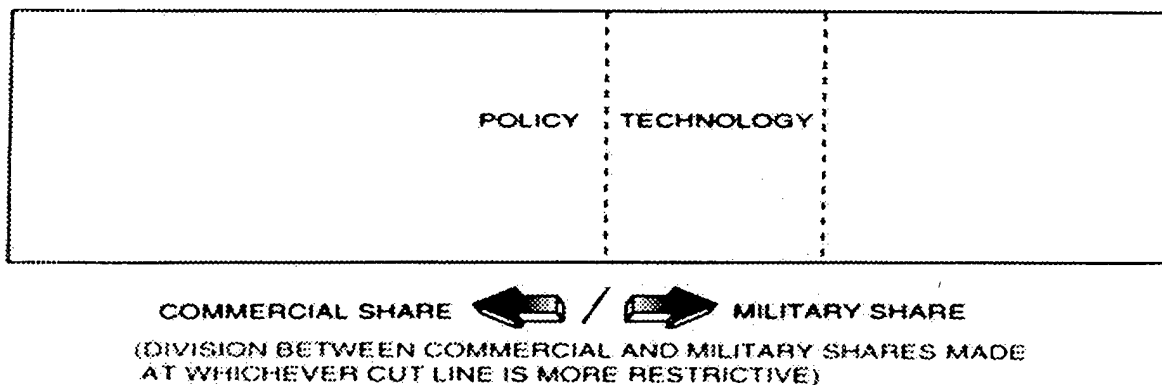 POLICY TECHNOLOGY
COMMERCIAL SHARE / MILITARY SHARE
(DIVISION BETWEEN COMMERCIAL AND MILITARY SHARES MADE
AT WHICHEVER CUT LINE IS MORE RESTRICTIVE)